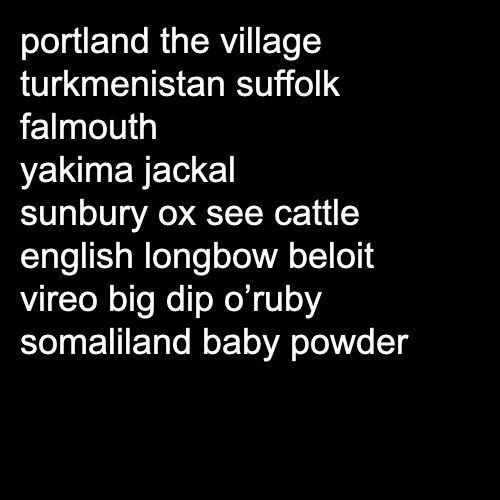 portland the village
turkmenistan suffolk
falmouth
yakima jackal
sunbury ox see cattle
english longbow beloit
vireo big dip o’ruby
somaliland baby powder